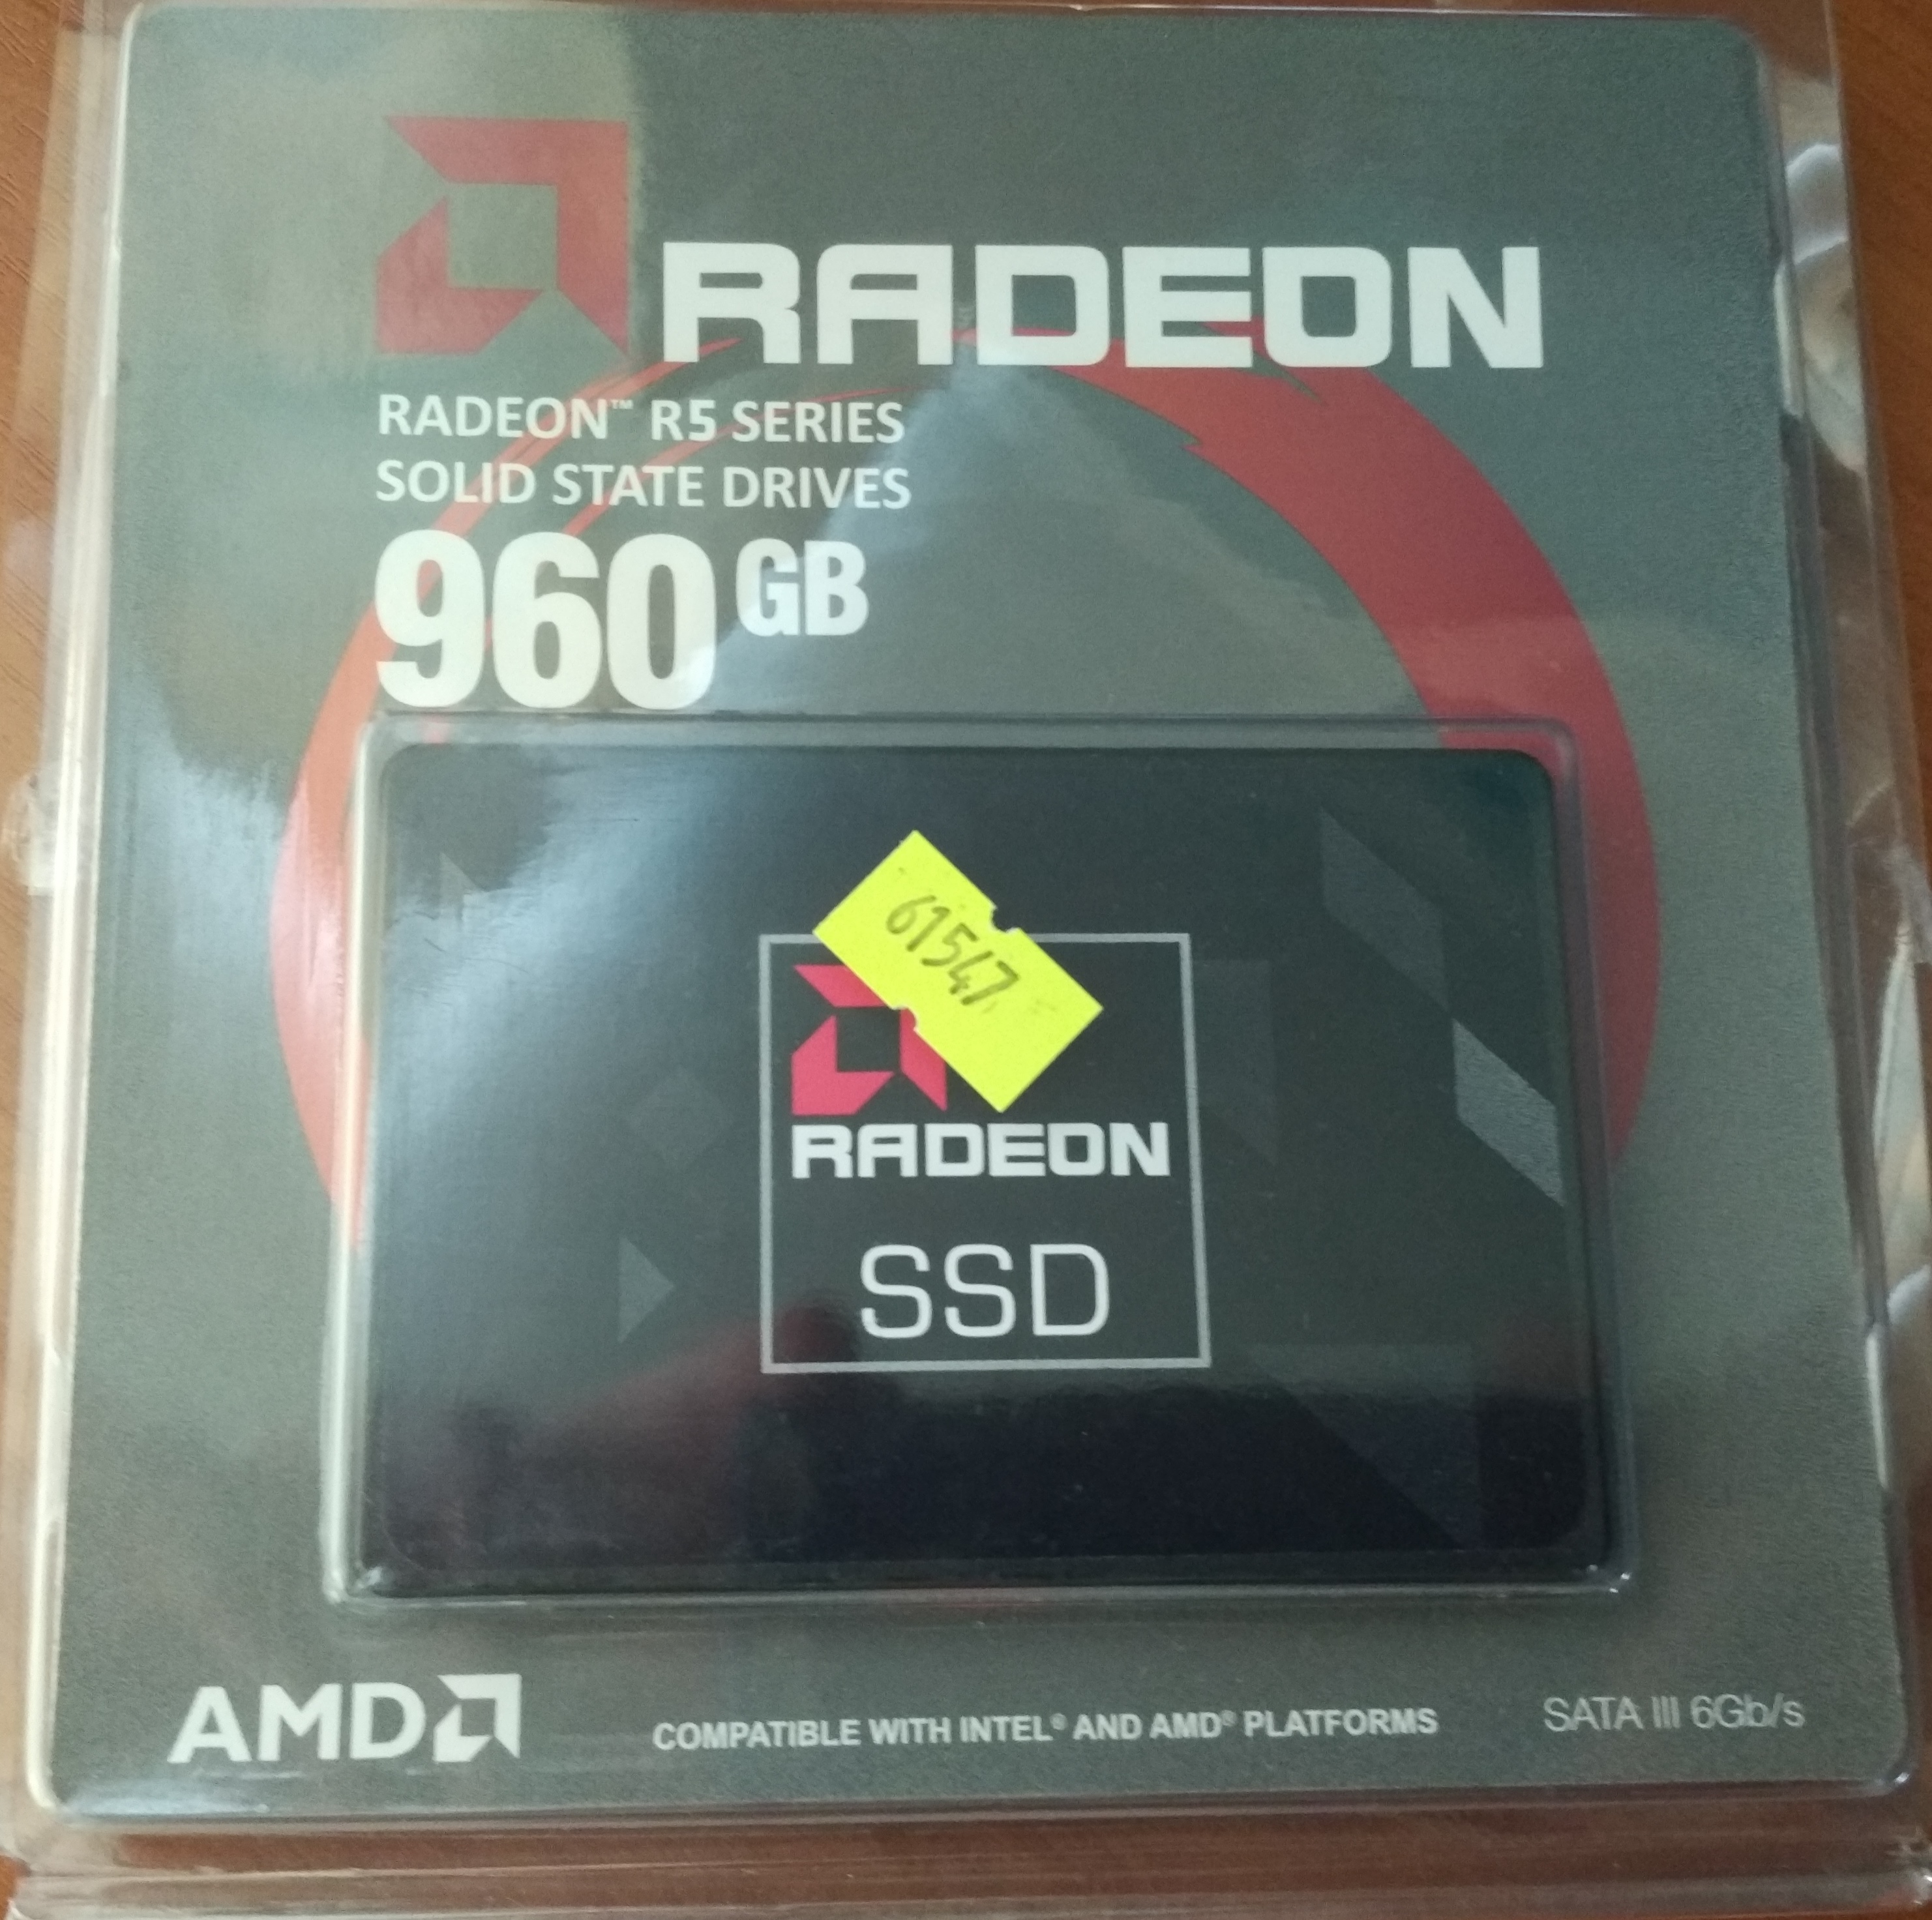 RADEON
RADEON™ R5 SERIES
SOLID STATE DRIVES
960 GB
61547
RADEON
SSD
AMD
COMPATIBLE WITH INTEL® AND AMD® PLATFORMS
SATA III 6Gb/s